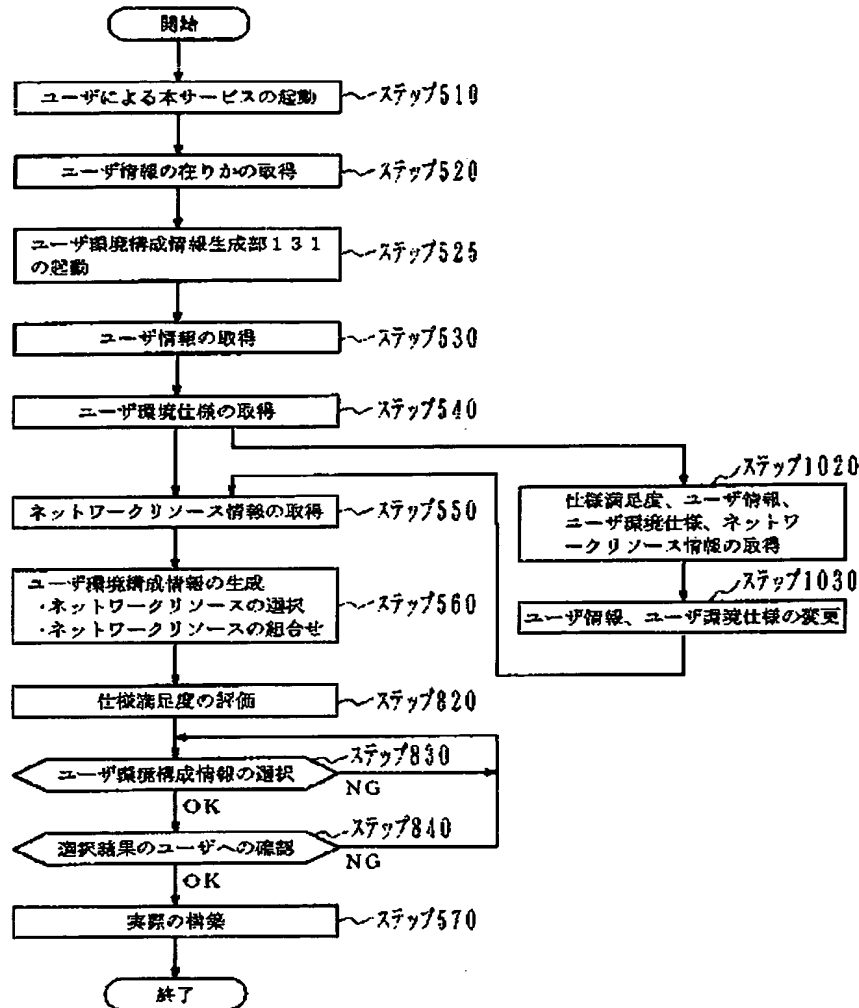 開始
ユーザによる本サービスの起動
ステップ510
ユーザ情報の在りかの取得
ステップ520
ユーザ環境構成情報生成部131
の起動
ステップ525
ユーザ情報の取得
ステップ530
ユーザ環境仕様の取得
ステップ540
ステップ1020
仕様満足度、ユーザ情報、
ユーザ環境仕様、ネットワ
ークリソース情報の取得
ステップ1030
ユーザ情報、ユーザ環境仕様の変更
ネットワークリソース情報の取得
ステップ550
ユーザ環境構成情報の生成
・ネットワークリソースの選択
・ネットワークリソースの組合せ
ステップ560
仕様満足度の評価
ステップ820
ステップ830
ユーザ環境構成情報の選択
NG
OK
ステップ840
選択結果のユーザへの確認
NG
OK
実際の構築
ステップ570
終了